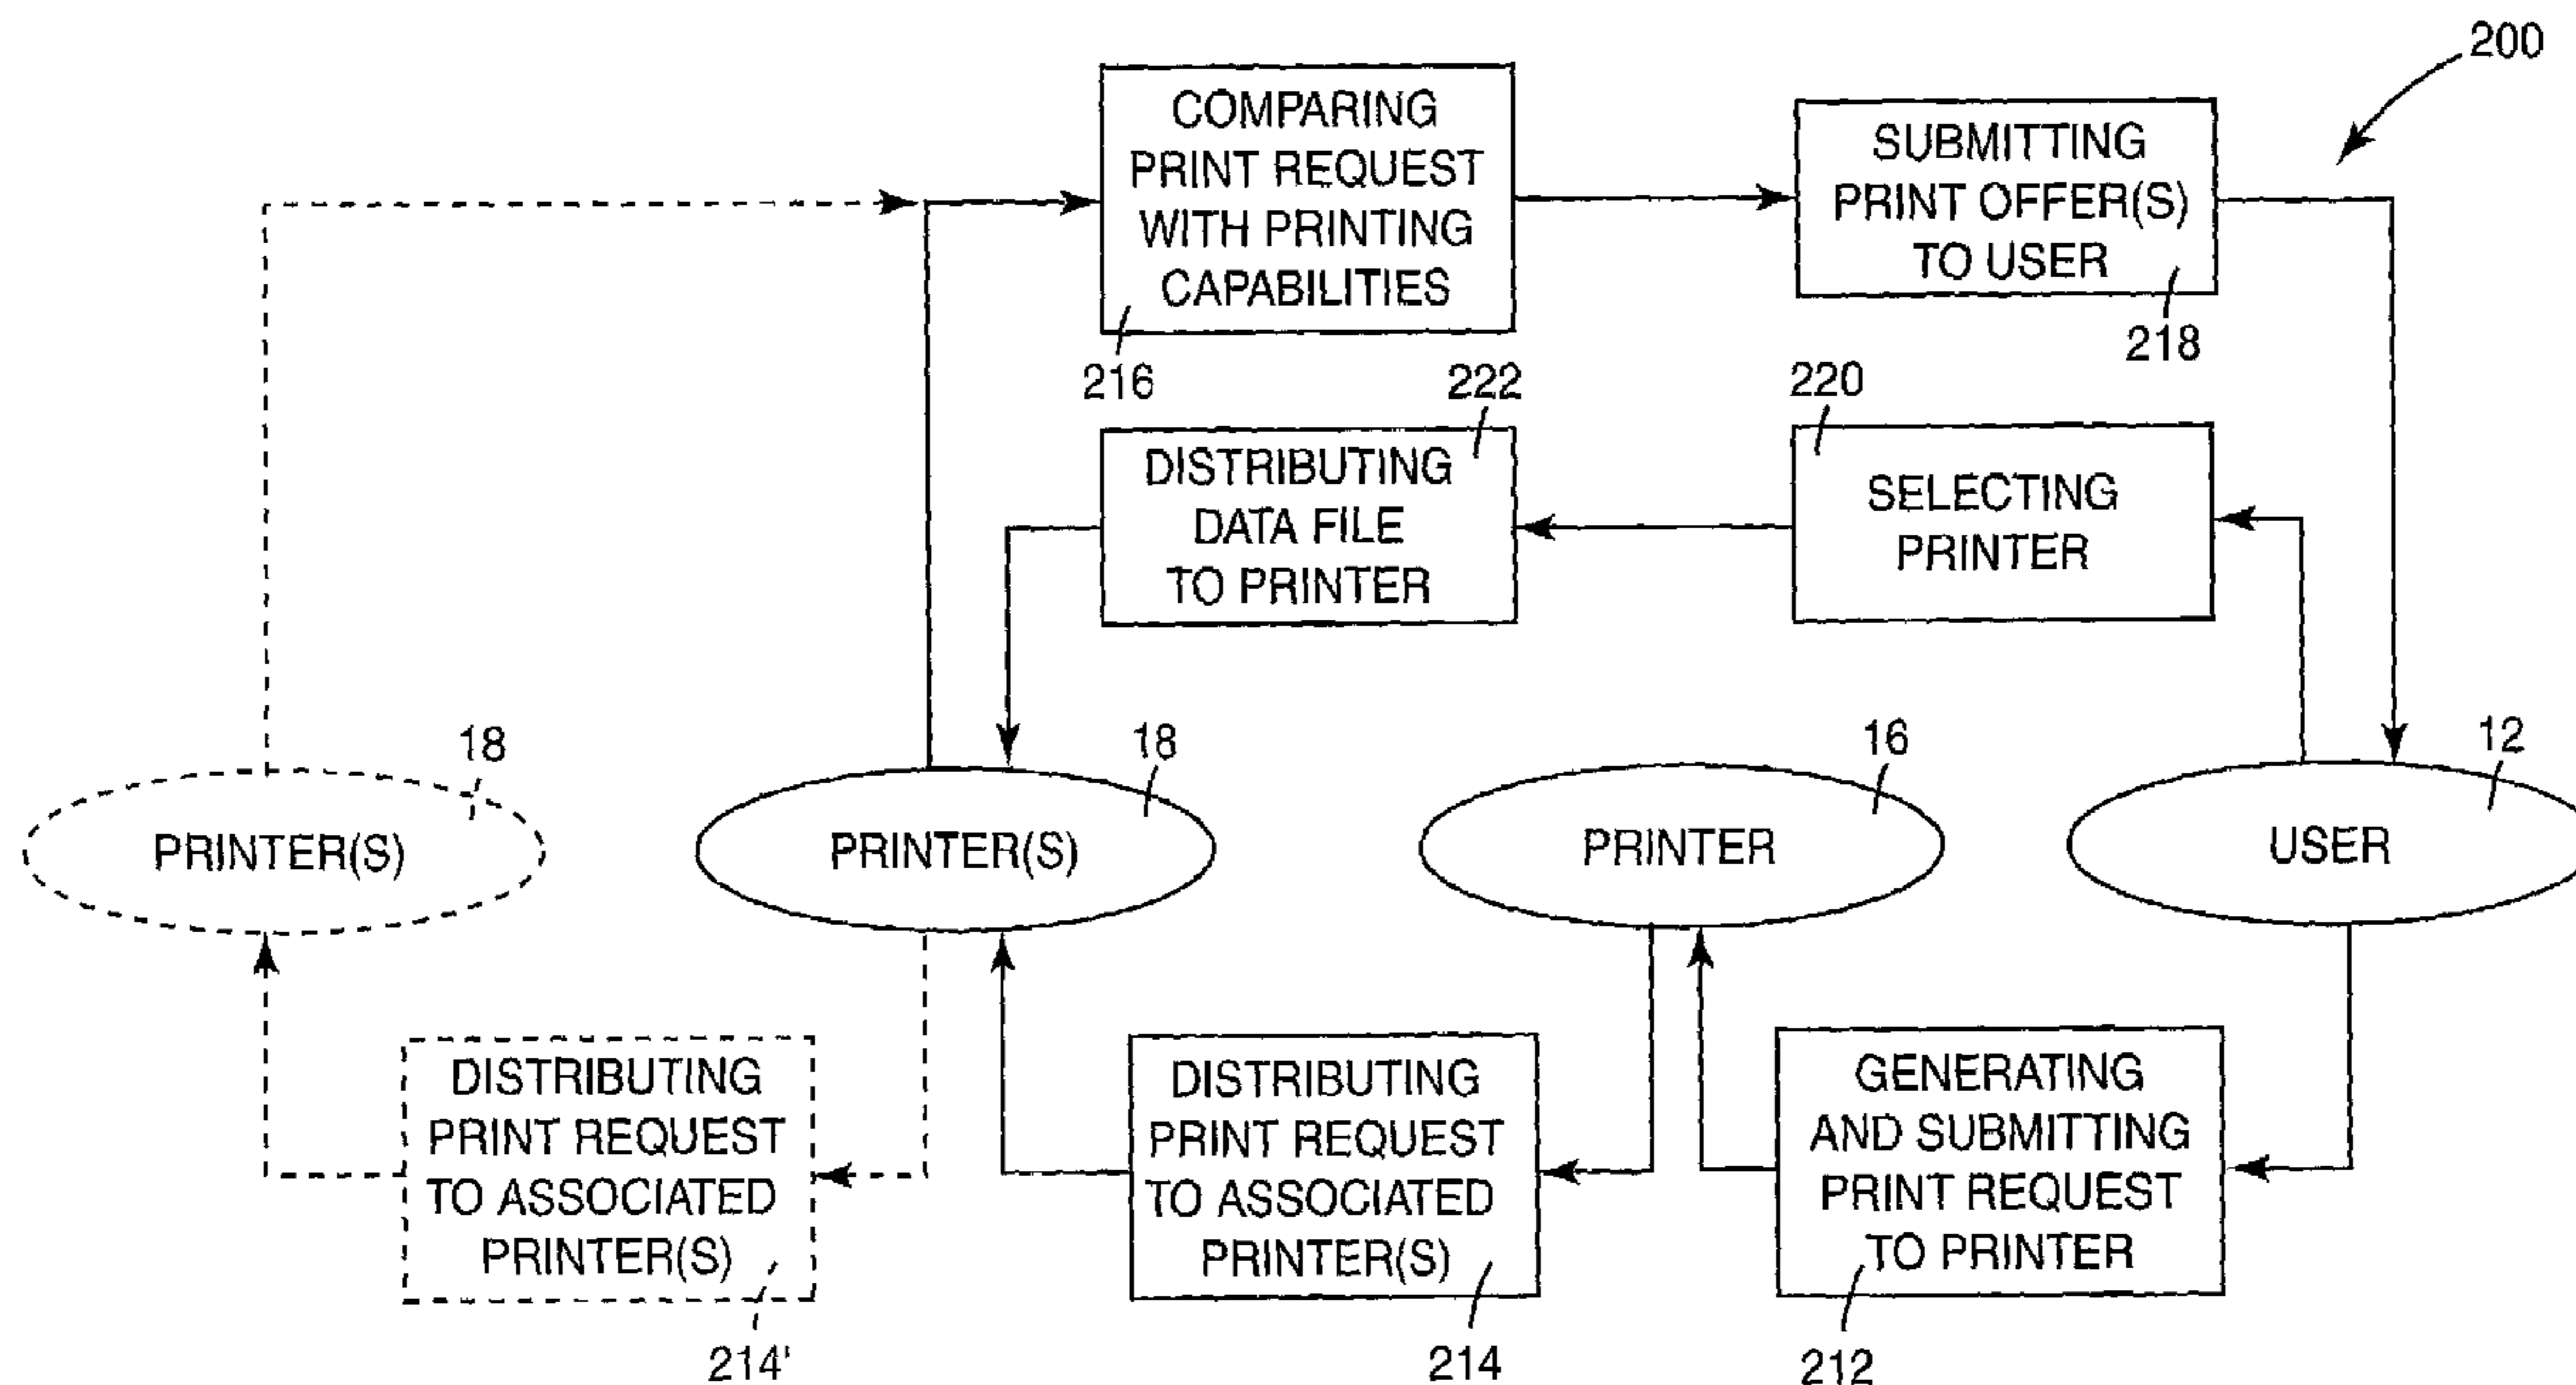 200
COMPARING
PRINT REQUEST
WITH PRINTING
CAPABILITIES
216
SUBMITTING
PRINT OFFER(S)
TO USER
218
222
DISTRIBUTING
DATA FILE
TO PRINTER
220
SELECTING
PRINTER
18
PRINTER(S)
18
PRINTER(S)
16
PRINTER
12
USER
DISTRIBUTING
PRINT REQUEST
TO ASSOCIATED
PRINTER(S)
214'
DISTRIBUTING
PRINT REQUEST
TO ASSOCIATED
PRINTER(S)
214
GENERATING
AND SUBMITTING
PRINT REQUEST
TO PRINTER
212